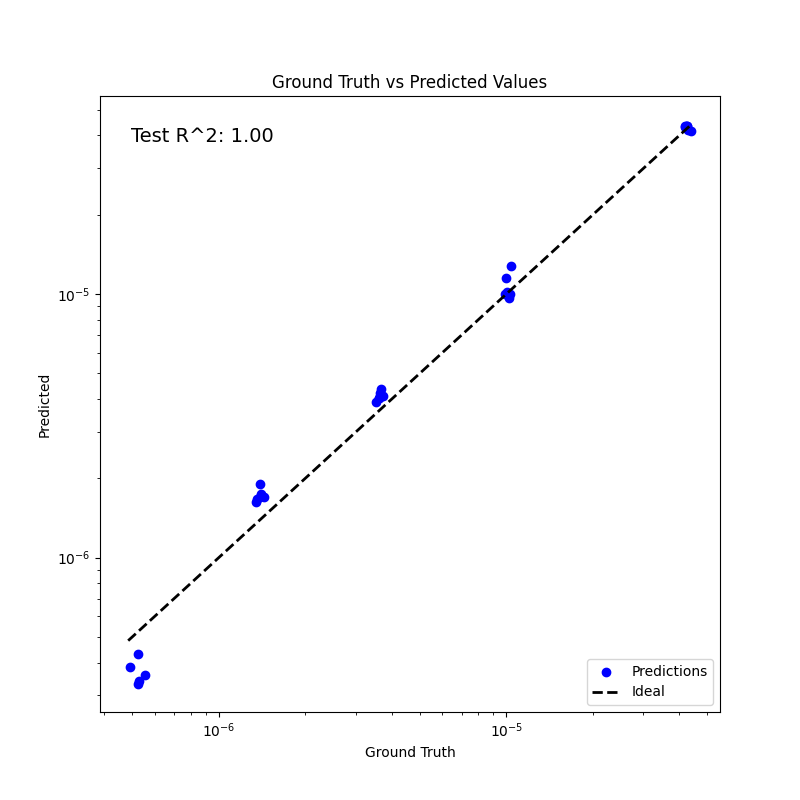 Ground Truth vs Predicted Values
Test R^2: 1.00
10⁻⁵
10⁻⁶
Predicted
10⁻⁶
10⁻⁵
Ground Truth
Predictions
Ideal